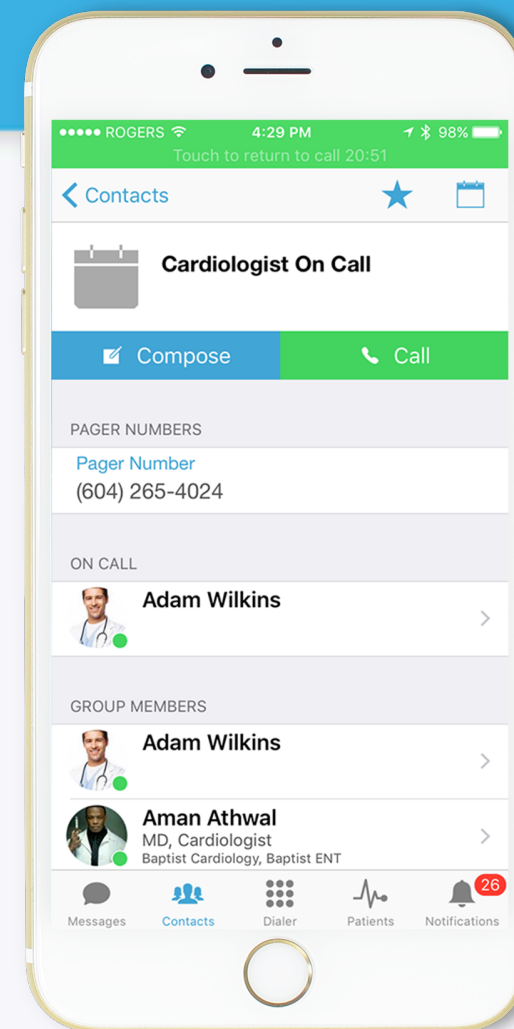 ROGERS 4:29 PM 98%
Touch to return to call 20:51
Contacts
Cardiologist On Call
Compose Call
PAGER NUMBERS
Pager Number
(604) 265-4024
ON CALL
Adam Wilkins
GROUP MEMBERS
Adam Wilkins
Aman Athwal
MD, Cardiologist
Baptist Cardiology, Baptist ENT
26
Messages Contacts Dialer Patients Notifications